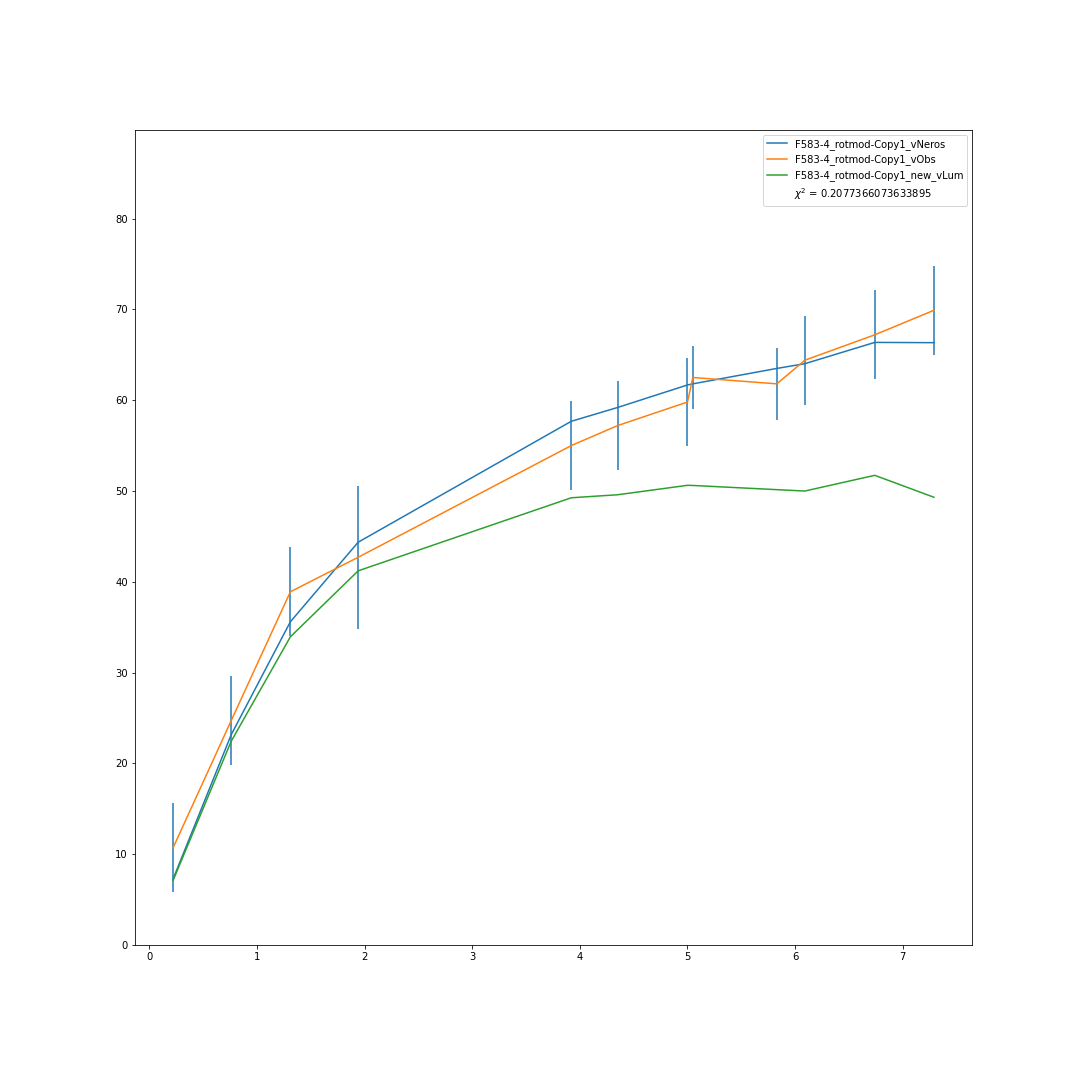 F583-4_rotmod-Copy1_vNeros
F583-4_rotmod-Copy1_vObs
F583-4_rotmod-Copy1_new_vLum
χ² = 0.2077366073633895
80
70
60
50
40
30
20
10
0
0 1 2 3 4 5 6 7